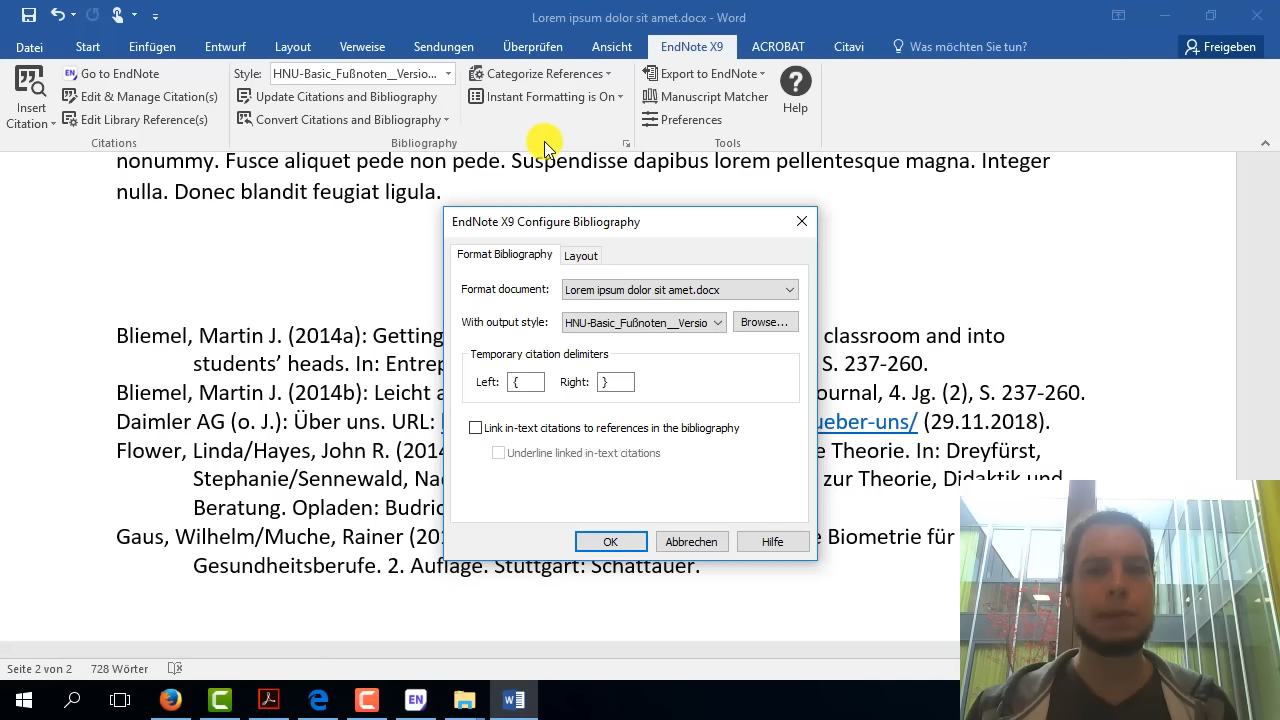 Lorem ipsum dolor sit amet.docx - Word
Datei Start Einfügen Entwurf Layout Verweise Sendungen Überprüfen Ansicht EndNote X9 ACROBAT Citavi Was möchten Sie tun? Freigeben
Insert Citation
EN Go to EndNote
Edit & Manage Citation(s)
Edit Library Reference(s)
Citations
Style: HNU-Basic_Fußnoten__Versio...
Update Citations and Bibliography
Convert Citations and Bibliography
Categorize References
Instant Formatting is On
Bibliography
Export to EndNote
Manuscript Matcher
Preferences
Tools
? Help
nonummy. Fusce aliquet pede non pede. Suspendisse dapibus lorem pellentesque magna. Integer
nulla. Donec blandit feugiat ligula.
EndNote X9 Configure Bibliography
Format Bibliography Layout
Format document: Lorem ipsum dolor sit amet.docx
With output style: HNU-Basic_Fußnoten__Versio Browse...
Temporary citation delimiters
Left: { Right: }
Link in-text citations to references in the bibliography
Underline linked in-text citations
OK Abbrechen Hilfe
Bliemel, Martin J. (2014a): Getting classroom and into
students’ heads. In: Entrep S. 237-260.
Bliemel, Martin J. (2014b): Leicht a ournal, 4. Jg. (2), S. 237-260.
Daimler AG (o. J.): Über uns. URL: ueber-uns/ (29.11.2018).
Flower, Linda/Hayes, John R. (2014 e Theorie. In: Dreyfürst,
Stephanie/Sennewald, Na zur Theorie, Didaktik und
Beratung. Opladen: Budric
Gaus, Wilhelm/Muche, Rainer (201 e Biometrie für
Gesundheitsberufe. 2. Auflage. Stuttgart: Schattauer.
Seite 2 von 2 728 Wörter
EN